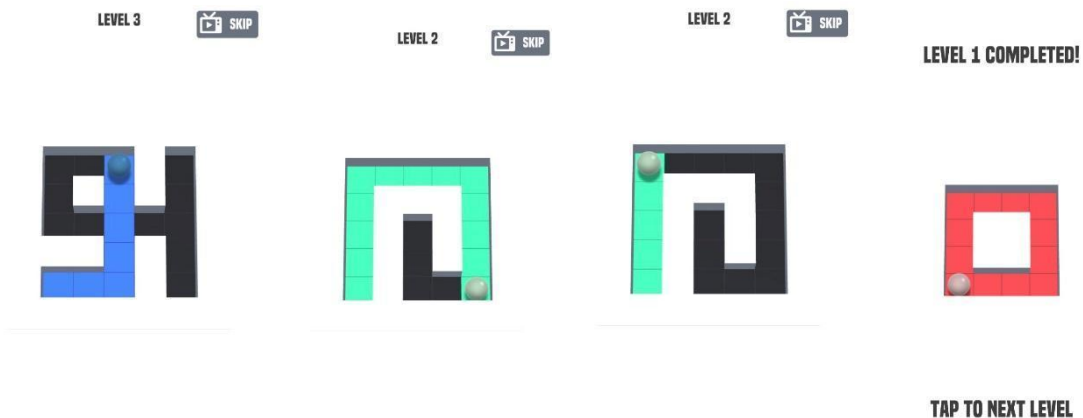 LEVEL 3
SKIP
LEVEL 2
SKIP
LEVEL 2
SKIP
LEVEL 1 COMPLETED!
TAP TO NEXT LEVEL